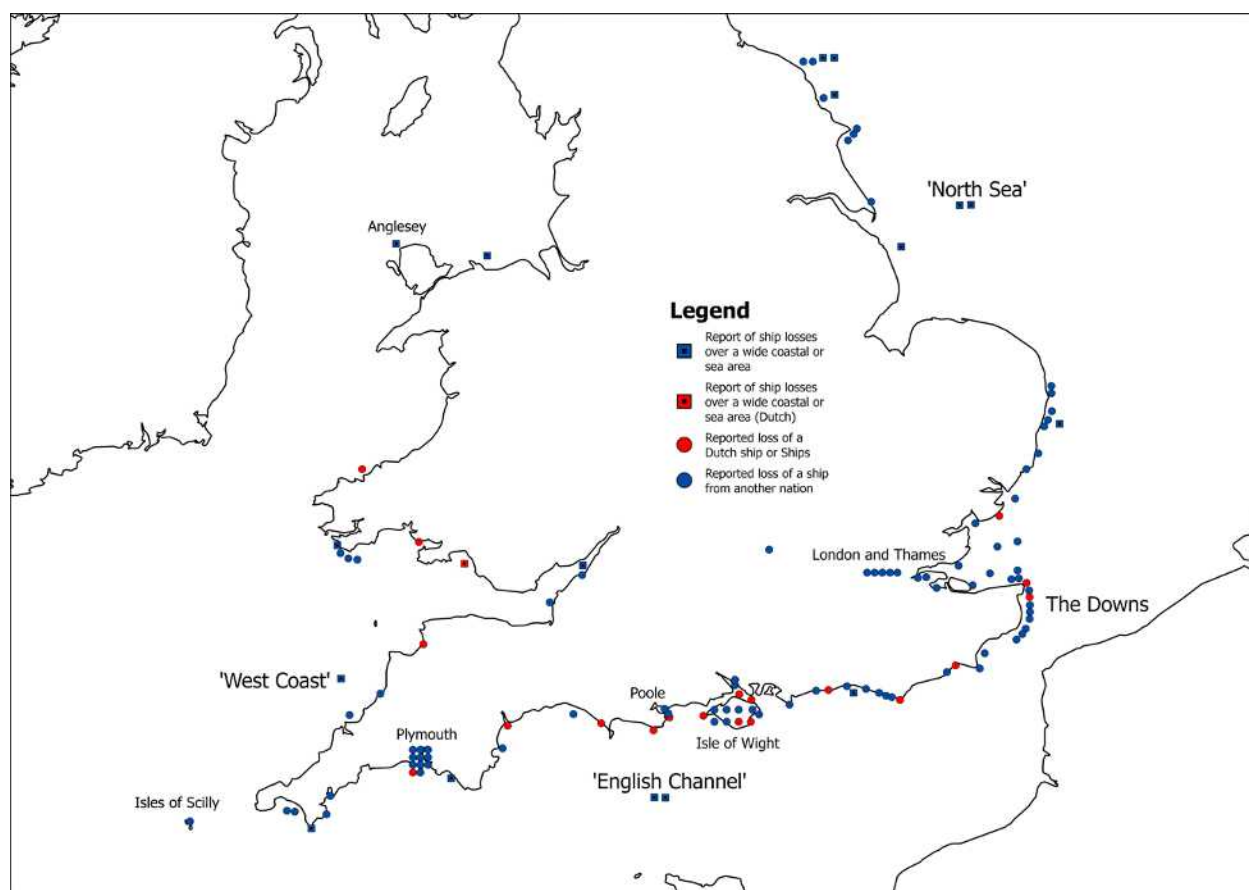 'North Sea'
Anglesey
Legend
Report of ship losses
over a wide coastal or
sea area
Report of ship losses
over a wide coastal or
sea area (Dutch)
Reported loss of a
Dutch ship or Ships
Reported loss of a ship
from another nation
London and Thames
The Downs
'West Coast'
Poole
Plymouth
Isle of Wight
'English Channel'
Isles of Scilly